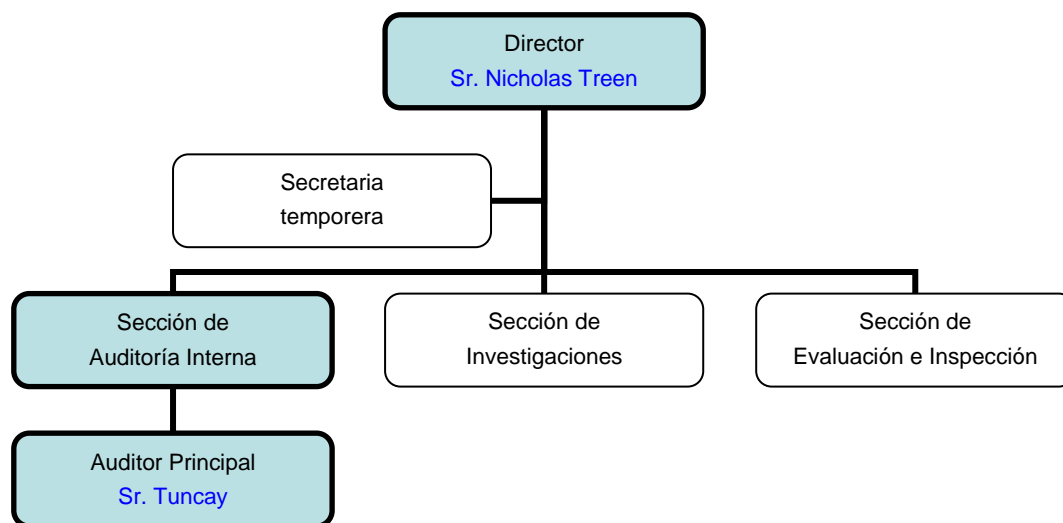 Director
Sr. Nicholas Treen
Secretaria
temporera
Sección de
Auditoría Interna
Sección de
Investigaciones
Sección de
Evaluación e Inspección
Auditor Principal
Sr. Tuncay